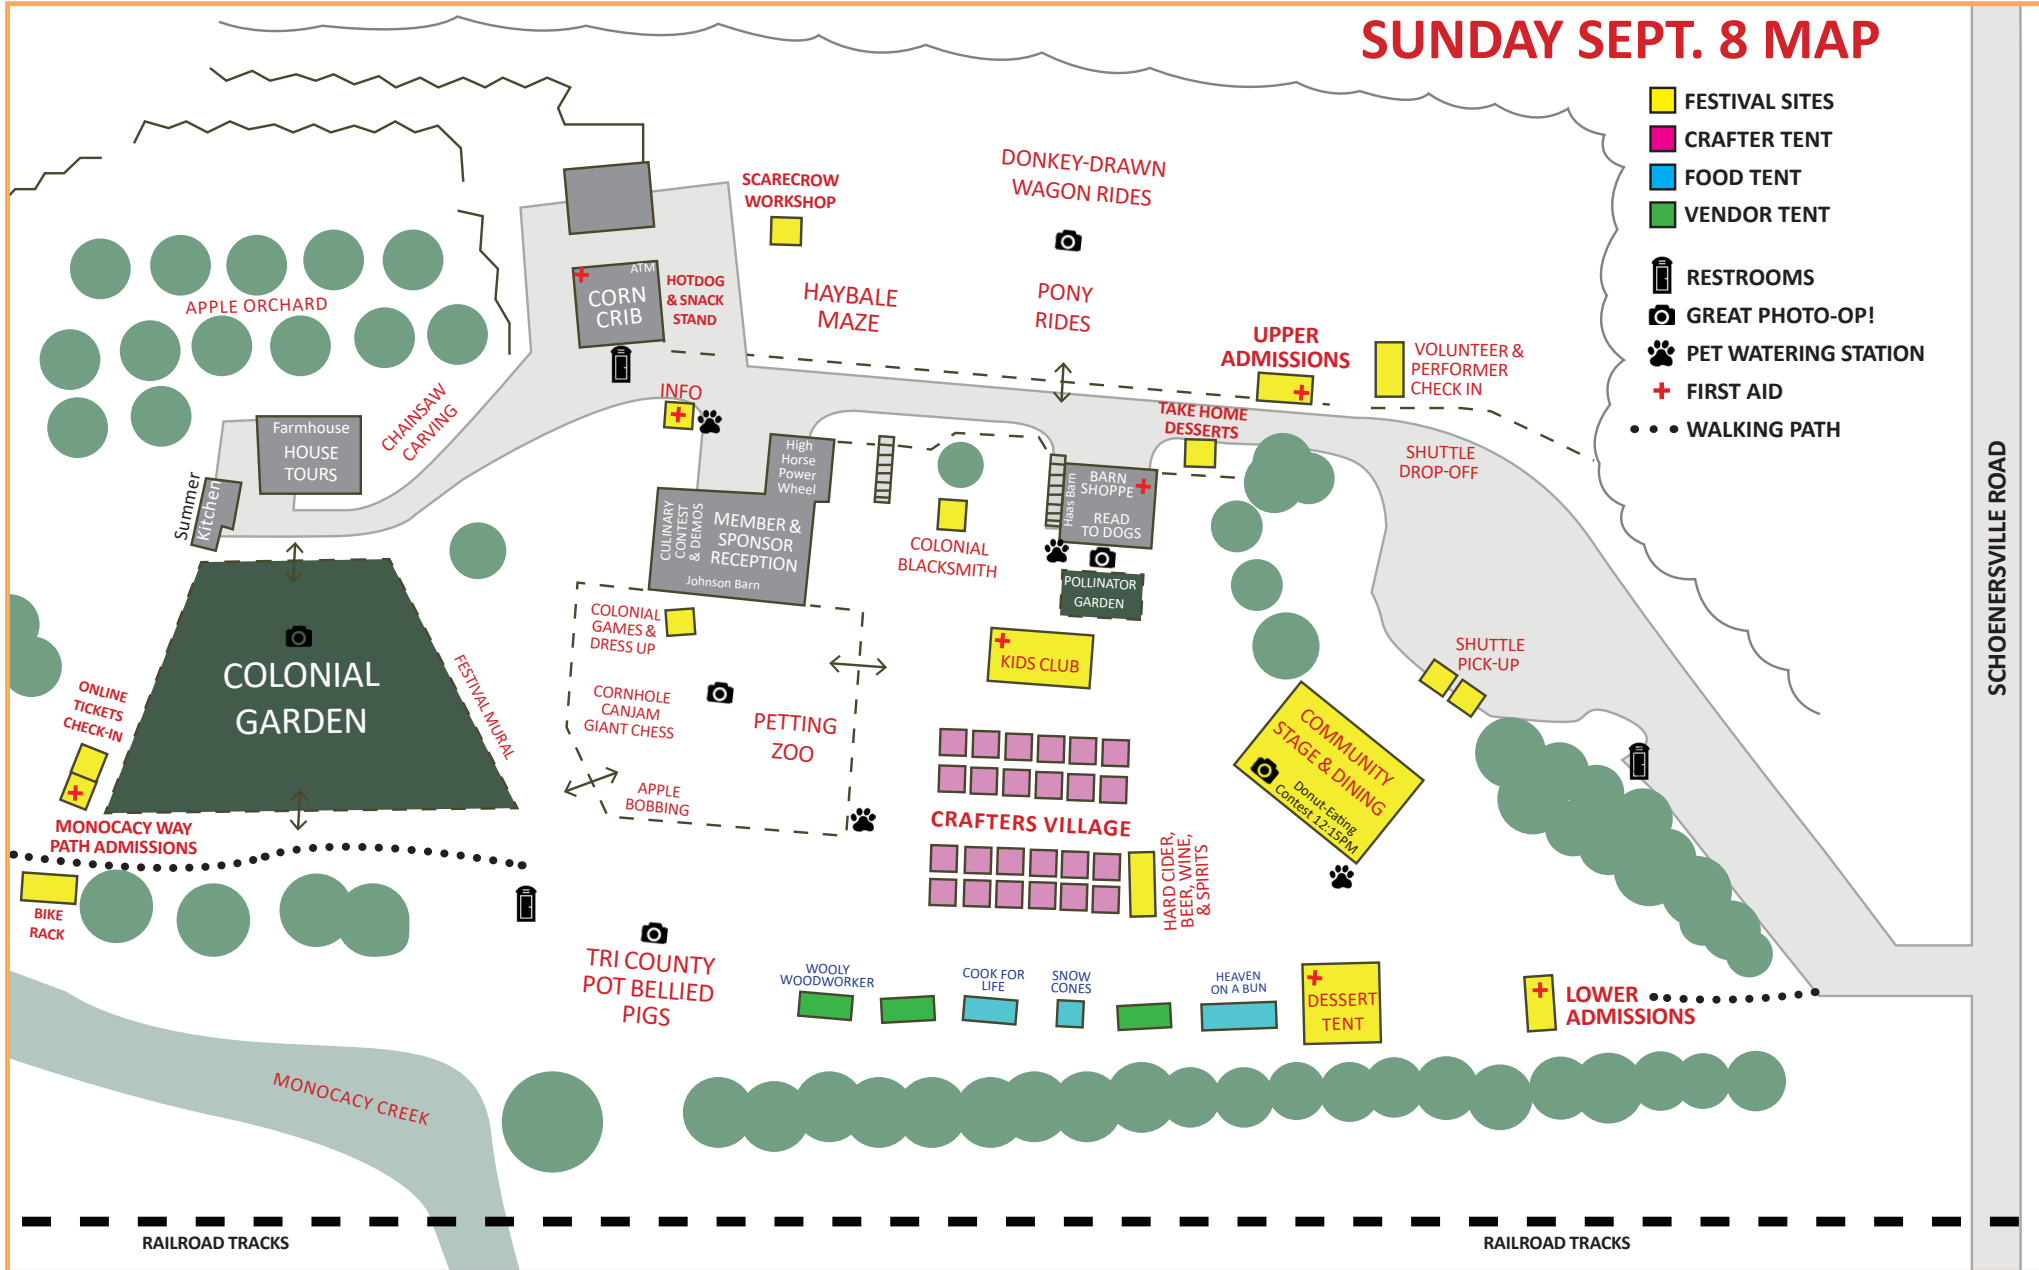 SUNDAY SEPT. 8 MAP
FESTIVAL SITES
CRAFTER TENT
FOOD TENT
VENDOR TENT
RESTROOMS
GREAT PHOTO-OP!
PET WATERING STATION
FIRST AID
WALKING PATH
SCHOENERSVILLE ROAD
DONKEY-DRAWN
WAGON RIDES
SCARECROW
WORKSHOP
HAYBALE
MAZE
PONY
RIDES
ATM
CORN
CRIB
HOTDOG
& SNACK
STAND
APPLE ORCHARD
UPPER
ADMISSIONS
VOLUNTEER &
PERFORMER
CHECK IN
INFO
CHAINSAW
CARVING
TAKE HOME
DESSERTS
SHUTTLE
DROP-OFF
Farmhouse
HOUSE
TOURS
Summer
Kitchen
High
Horse
Power
Wheel
CULINARY
CONTEST
& DEMOS
MEMBER &
SPONSOR
RECEPTION
Johnson Barn
Haas Barn
BARN
SHOPPE
READ
TO DOGS
COLONIAL
BLACKSMITH
POLLINATOR
GARDEN
COLONIAL
GAMES &
DRESS UP
KIDS CLUB
SHUTTLE
PICK-UP
COLONIAL
GARDEN
FESTIVAL MURAL
ONLINE
TICKETS
CHECK-IN
CORNHOLE
CANJAM
GIANT CHESS
PETTING
ZOO
APPLE
BOBBING
COMMUNITY
STAGE & DINING
Donut-Eating
Contest 12:15PM
CRAFTERS VILLAGE
HARD CIDER,
BEER, WINE,
& SPIRITS
MONOCACY WAY
PATH ADMISSIONS
BIKE
RACK
TRI COUNTY
POT BELLIED
PIGS
WOOLY
WOODWORKER
COOK FOR
LIFE
SNOW
CONES
HEAVEN
ON A BUN
DESSERT
TENT
LOWER
ADMISSIONS
MONOCACY CREEK
RAILROAD TRACKS
RAILROAD TRACKS